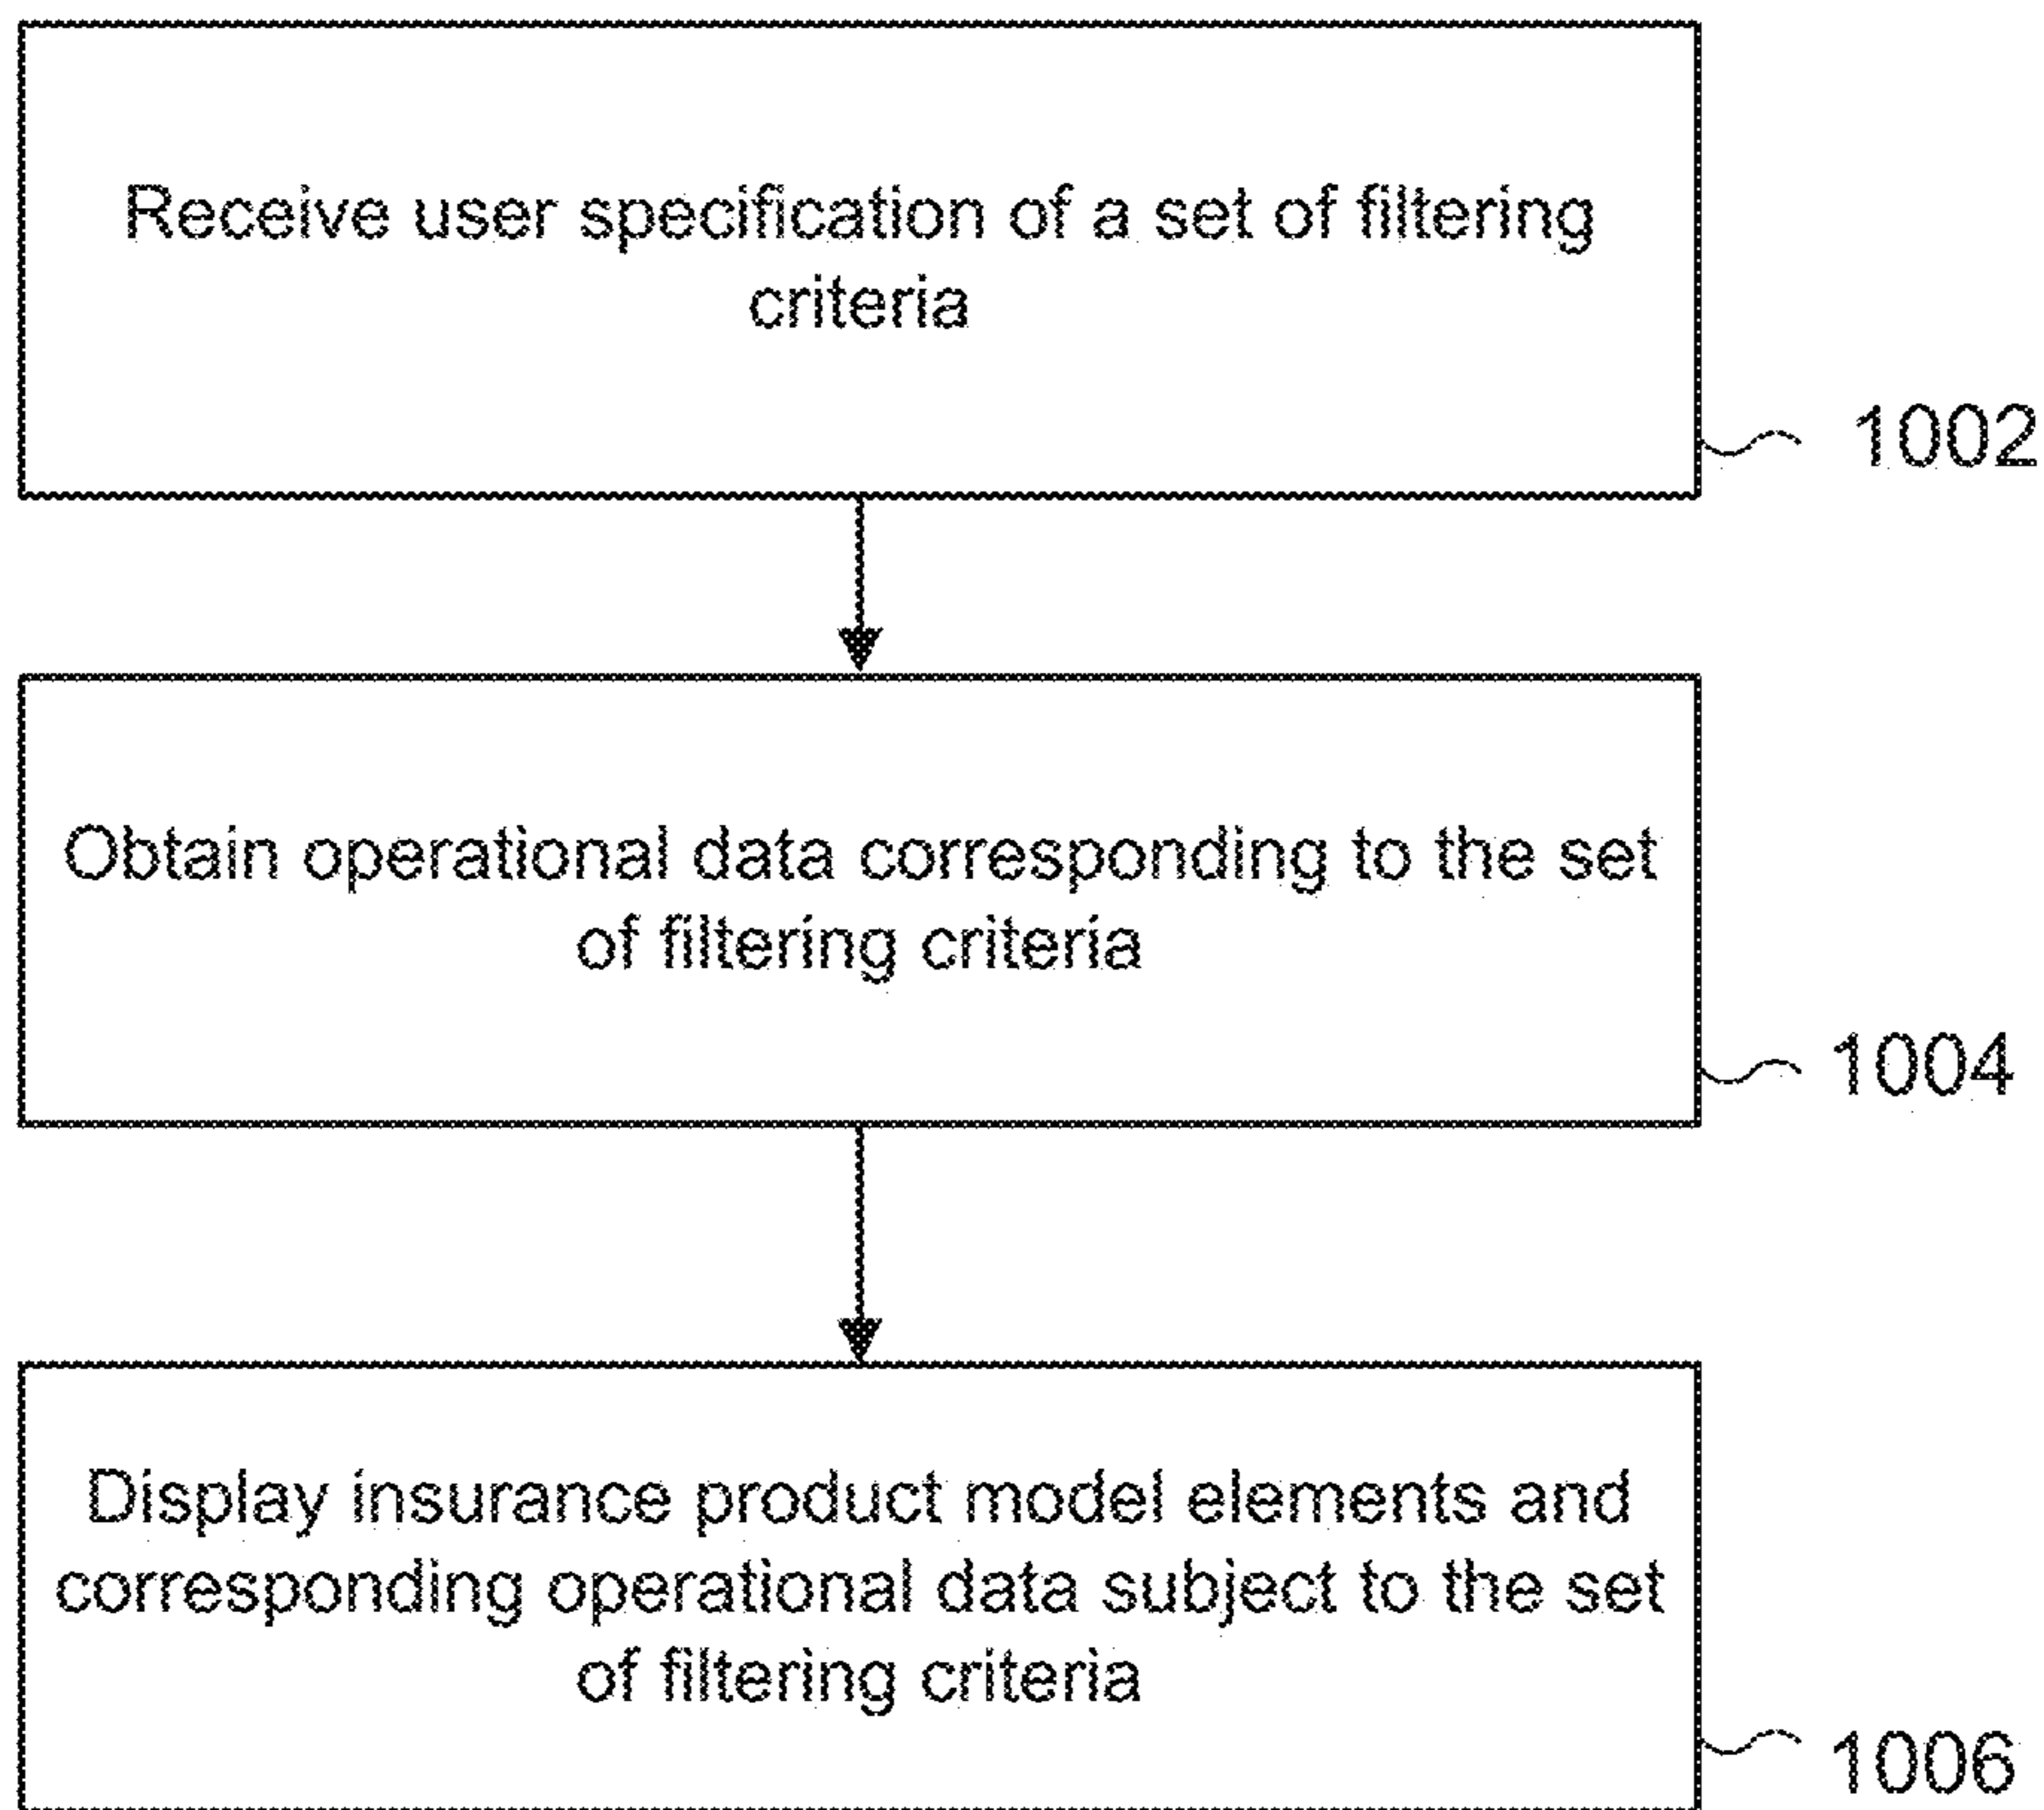 Receive user specification of a set of filtering
criteria
1002
Obtain operational data corresponding to the set
of filtering criteria
1004
Display insurance product model elements and
corresponding operational data subject to the set
of filtering criteria
1006